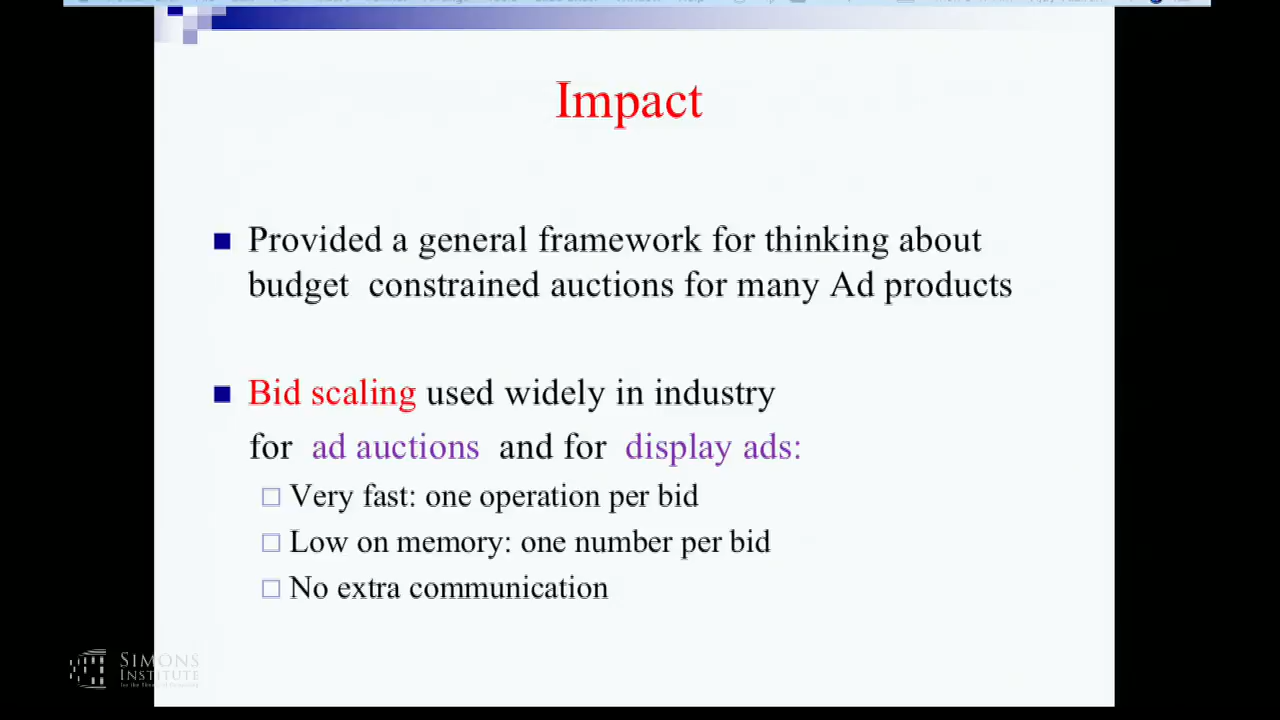 Impact
Provided a general framework for thinking about
budget constrained auctions for many Ad products
Bid scaling used widely in industry
for ad auctions and for display ads:
Very fast: one operation per bid
Low on memory: one number per bid
No extra communication
SIMONS
INSTITUTE